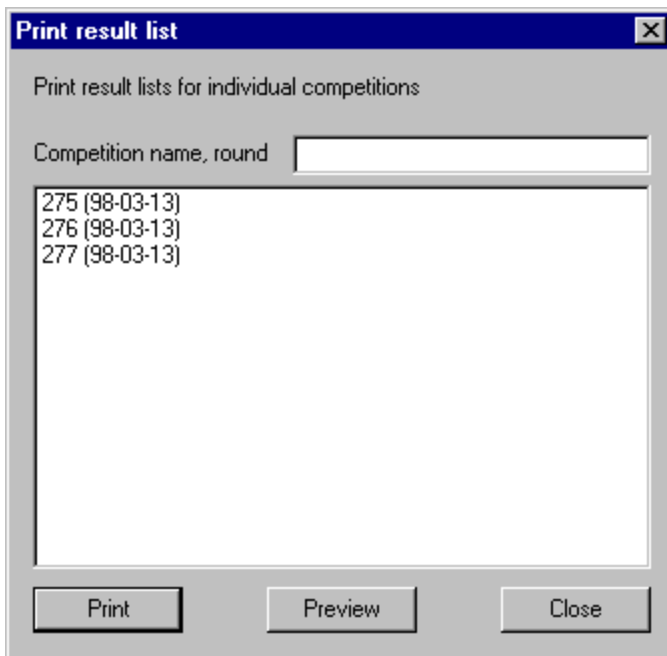 Print result list
Print result lists for individual competitions
Competition name, round
275 (98-03-13)
276 (98-03-13)
277 (98-03-13)
Print Preview Close